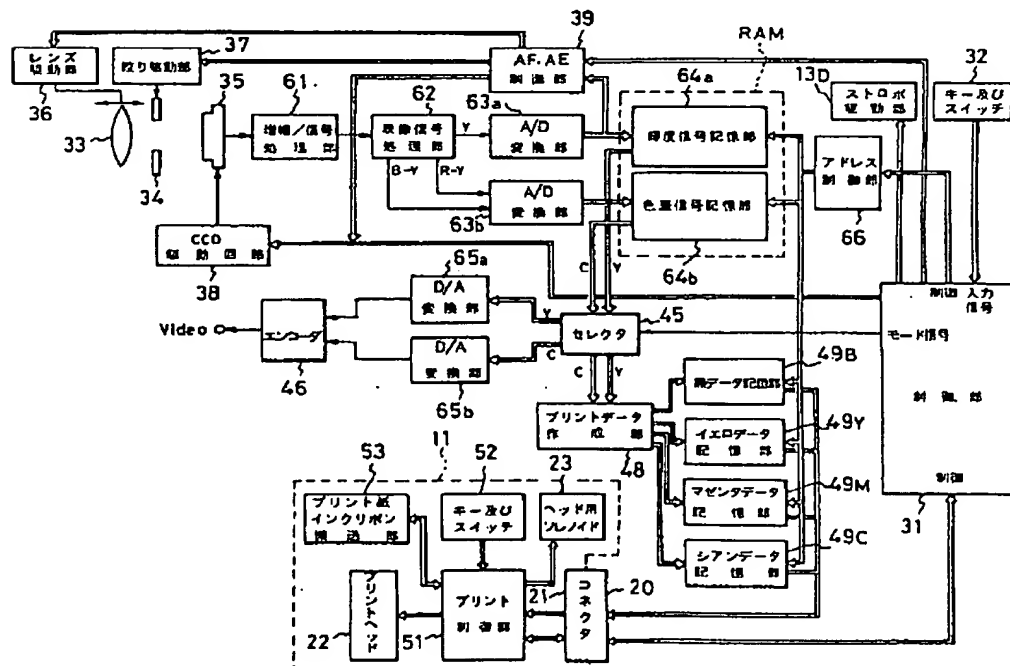 39
RAM
37
レンズ
駆動部
絞り駆動部
AF.AE
制御部
32
36
35
61
62
63a
64a
13D
ストロボ
駆動部
キー及び
スイッチ
33
34
増幅/信号
処理部
映像信号
処理部
Y
A/D
変換部
輝度信号記憶部
アドレス
制御部
B-Y
R-Y
A/D
変換部
色差信号記憶部
66
63b
CCD
駆動回路
38
64b
65a
C
Y
D/A
変換部
Y
45
制御
入力
信号
Video
エンコーダ
セレクタ
モード信号
46
D/A
変換部
C
65b
C
Y
49B
データ記憶部
制御部
プリントデータ
作成部
48
イエロデータ
記憶部
49Y
11
53
52
23
マゼンタデータ
記憶部
49M
制御
31
プリント紙
インクリボン
搬送部
キー及び
スイッチ
ヘッド用
ソレノイド
シアンデータ
記憶部
49C
プリントヘッド
22
プリント
制御部
51
21
コネクタ
20